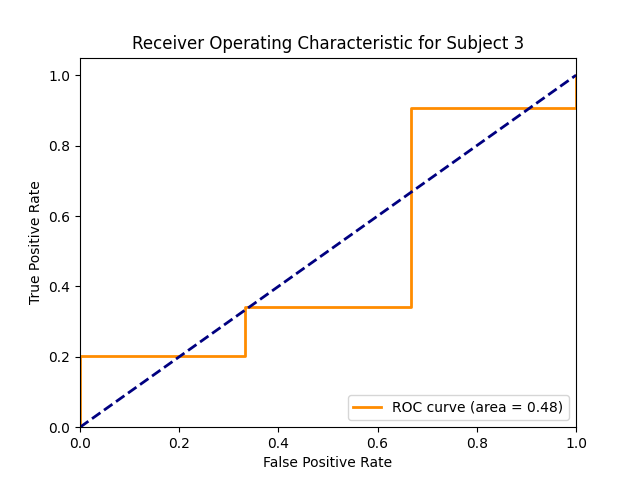 Receiver Operating Characteristic for Subject 3
True Positive Rate
1.0
0.8
0.6
0.4
0.2
0.0
ROC curve (area = 0.48)
0.0 0.2 0.4 0.6 0.8 1.0
False Positive Rate